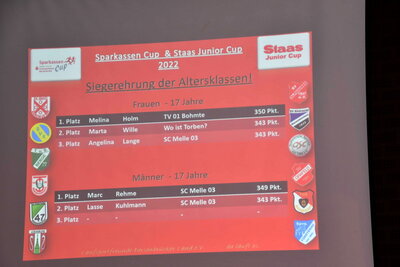 Sparkassen Cup
Sparkassen Cup & Staas Junior Cup
2022
Staas
Junior Cup
Siegerehrung der Altersklassen!
Frauen - 17 Jahre
1. Platz Melina Holm TV 01 Bohmte 350 Pkt.
2. Platz Marta Wille Wo ist Torben? 343 Pkt.
3. Platz Angelina Lange SC Melle 03 343 Pkt.
Männer - 17 Jahre
1. Platz Marc Rehme SC Melle 03 349 Pkt.
2. Platz Lasse Kuhlmann SC Melle 03 343 Pkt.
3. Platz - - - -
47